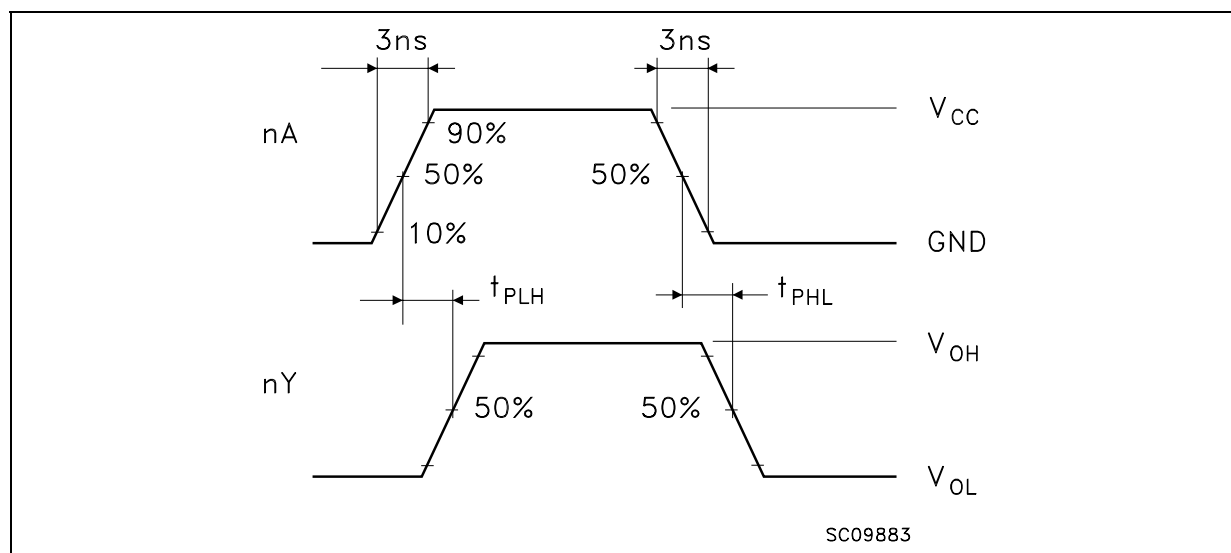 3ns 3ns
V_CC
nA
90%
50% 50%
10%
GND
t_PLH t_PHL
V_OH
nY
50% 50%
V_OL
SC09883